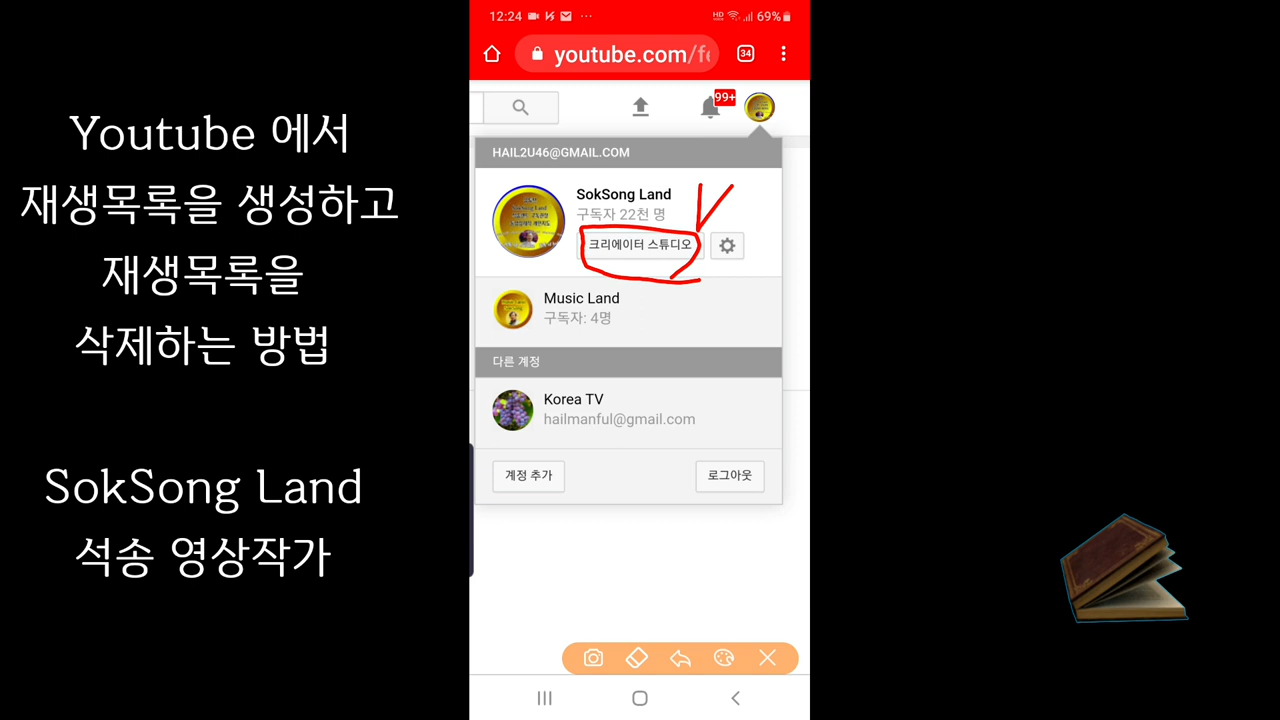 Youtube 에서
재생목록을 생성하고
재생목록을
삭제하는 방법
SokSong Land
석송 영상작가
12:24
69%
youtube.com/fe
34
99+
HAIL2U46@GMAIL.COM
SokSong Land
구독자 22천 명
크리에이터 스튜디오
Music Land
구독자: 4명
다른 계정
Korea TV
hailmanful@gmail.com
계정 추가
로그아웃